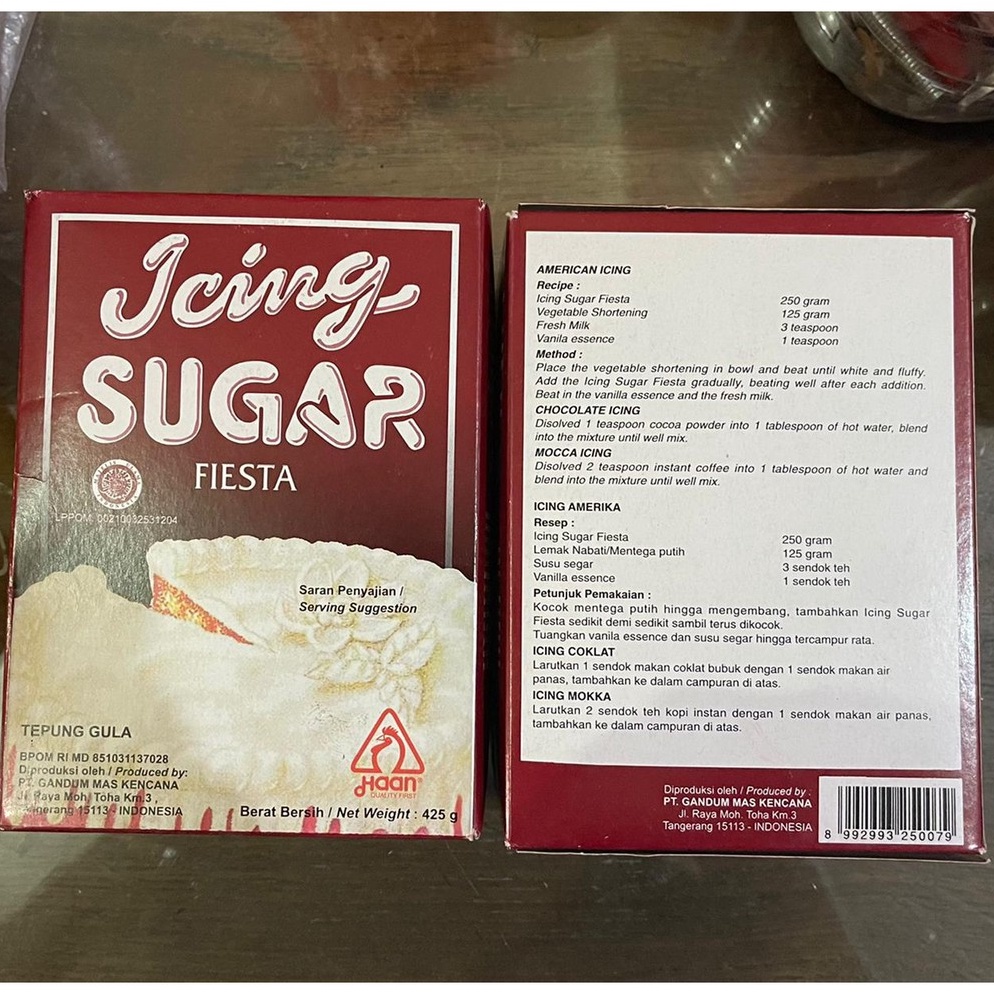 Icing
SUGAR
FIESTA
LPPOM: 00210032531204
Saran Penyajian /
Serving Suggestion
TEPUNG GULA
BPOM RI MD 851031137028
Diproduksi oleh / Produced by:
PT. GANDUM MAS KENCANA
Jl. Raya Moh. Toha Km.3 ,
Tangerang 15113 - INDONESIA
Haan®
QUALITY FIRST
Berat Bersih / Net Weight : 425 g
AMERICAN ICING
Recipe :
Icing Sugar Fiesta 250 gram
Vegetable Shortening 125 gram
Fresh Milk 3 teaspoon
Vanila essence 1 teaspoon
Method :
Place the vegetable shortening in bowl and beat until white and fluffy.
Add the Icing Sugar Fiesta gradually, beating well after each addition.
Beat in the vanilla essence and the fresh milk.
CHOCOLATE ICING
Disolved 1 teaspoon cocoa powder into 1 tablespoon of hot water, blend
into the mixture until well mix.
MOCCA ICING
Disolved 2 teaspoon instant coffee into 1 tablespoon of hot water and
blend into the mixture until well mix.
ICING AMERIKA
Resep :
Icing Sugar Fiesta 250 gram
Lemak Nabati/Mentega putih 125 gram
Susu segar 3 sendok teh
Vanilla essence 1 sendok teh
Petunjuk Pemakaian :
Kocok mentega putih hingga mengembang, tambahkan Icing Sugar
Fiesta sedikit demi sedikit sambil terus dikocok.
Tuangkan vanila essence dan susu segar hingga tercampur rata.
ICING COKLAT
Larutkan 1 sendok makan coklat bubuk dengan 1 sendok makan air
panas, tambahkan ke dalam campuran di atas.
ICING MOKKA
Larutkan 2 sendok teh kopi instan dengan 1 sendok makan air panas,
tambahkan ke dalam campuran di atas.
Diproduksi oleh / Produced by :
PT. GANDUM MAS KENCANA
Jl. Raya Moh. Toha Km.3
Tangerang 15113 - INDONESIA
8 992993 250079